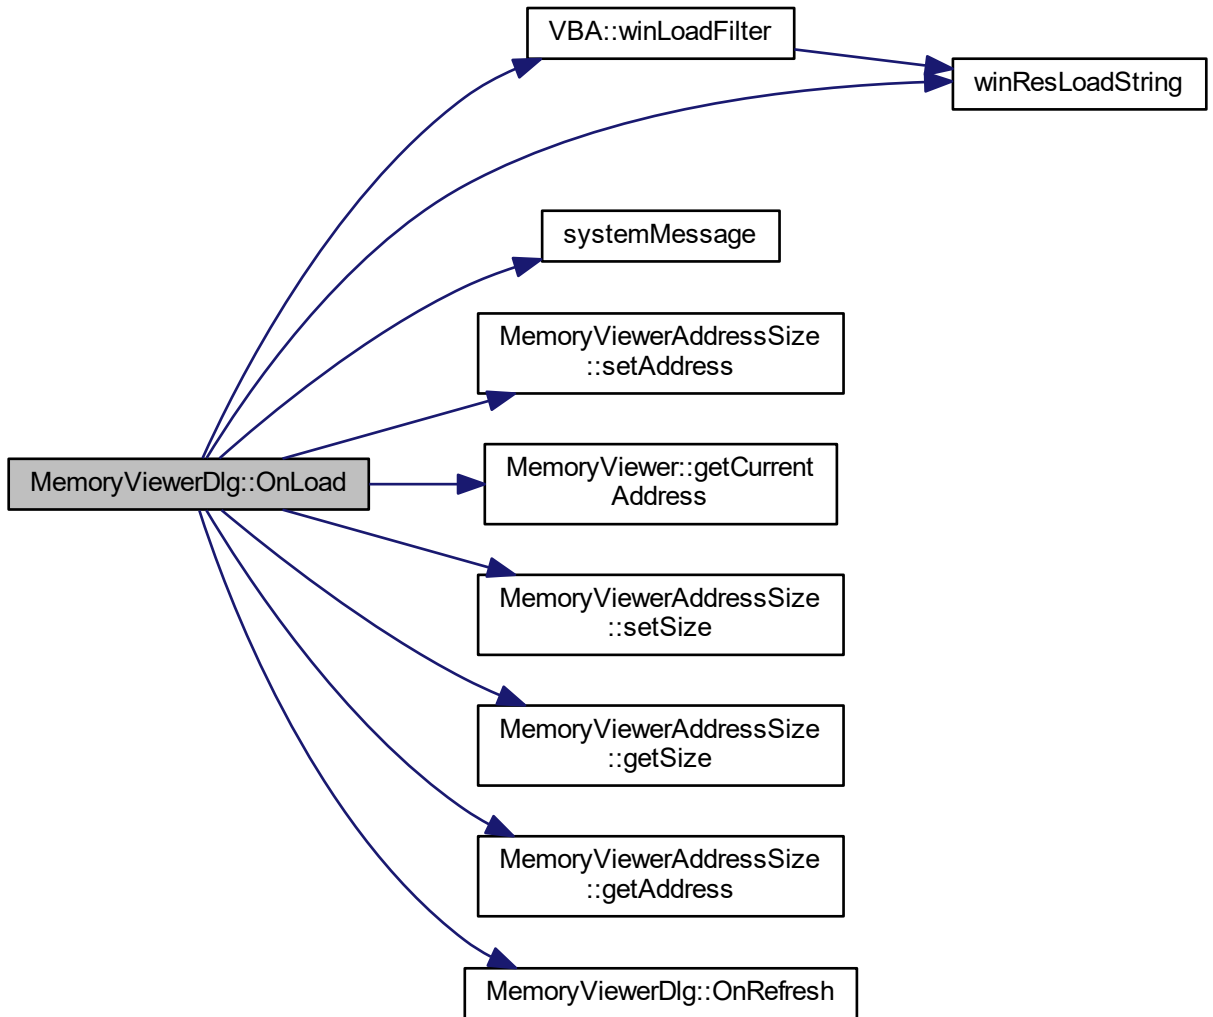 VBA::winLoadFilter
winResLoadString
systemMessage
MemoryViewerAddressSize
::setAddress
MemoryViewerDlg::OnLoad
MemoryViewer::getCurrent
Address
MemoryViewerAddressSize
::setSize
MemoryViewerAddressSize
::getSize
MemoryViewerAddressSize
::getAddress
MemoryViewerDlg::OnRefresh